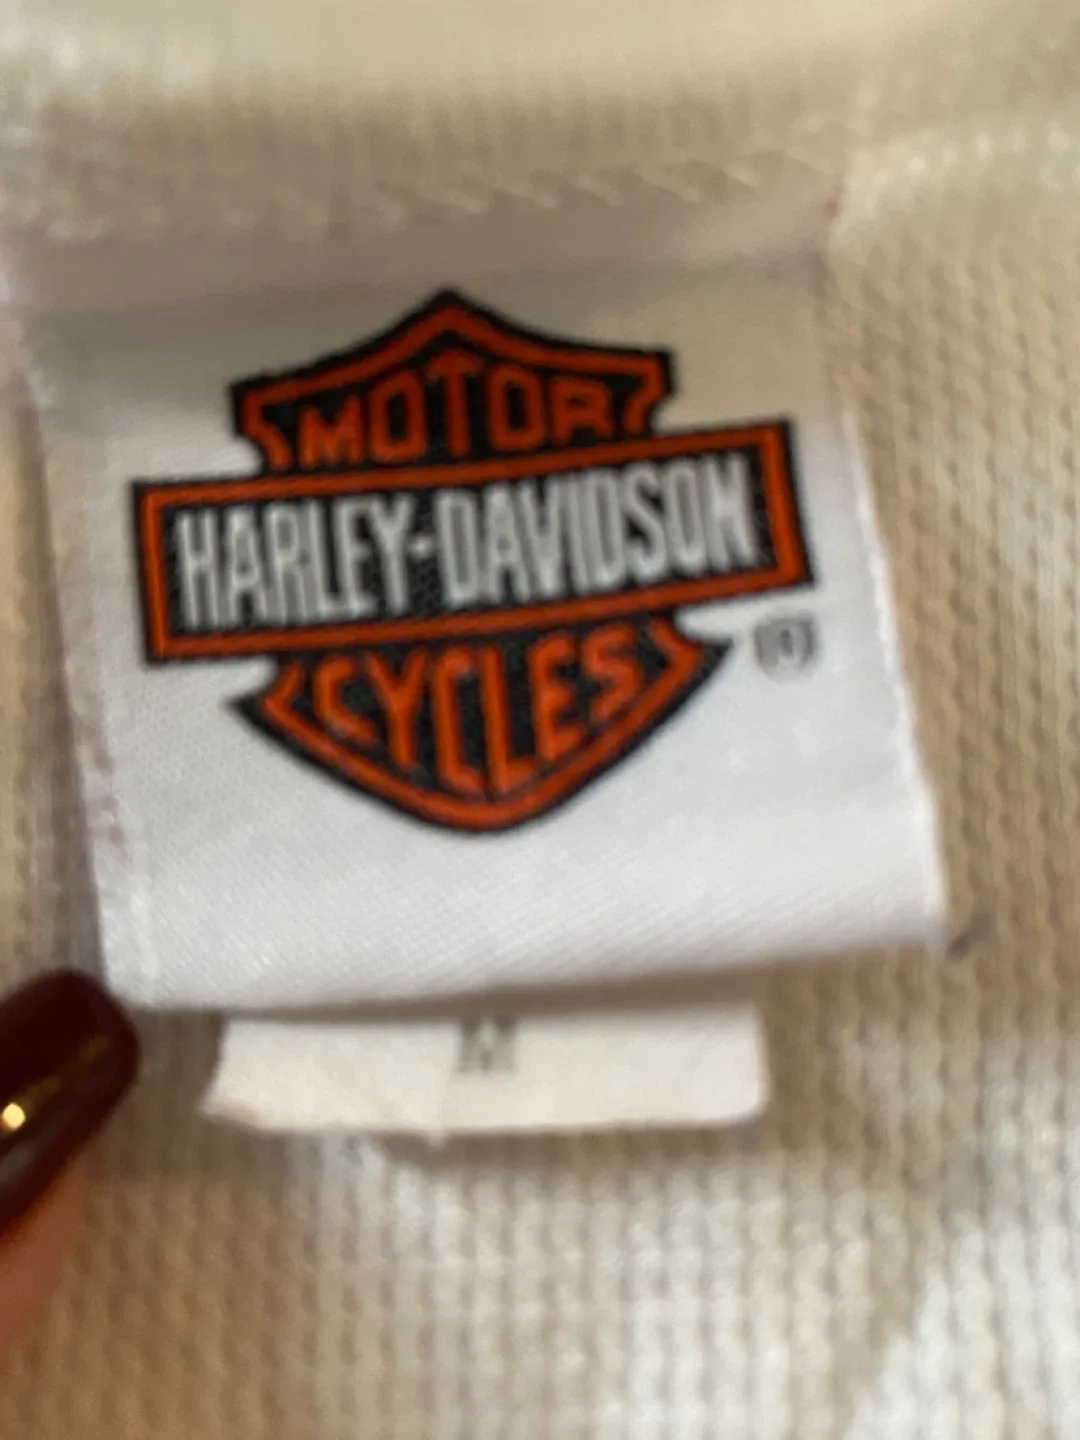 MOTOR
HARLEY-DAVIDSON
CYCLES
®
M